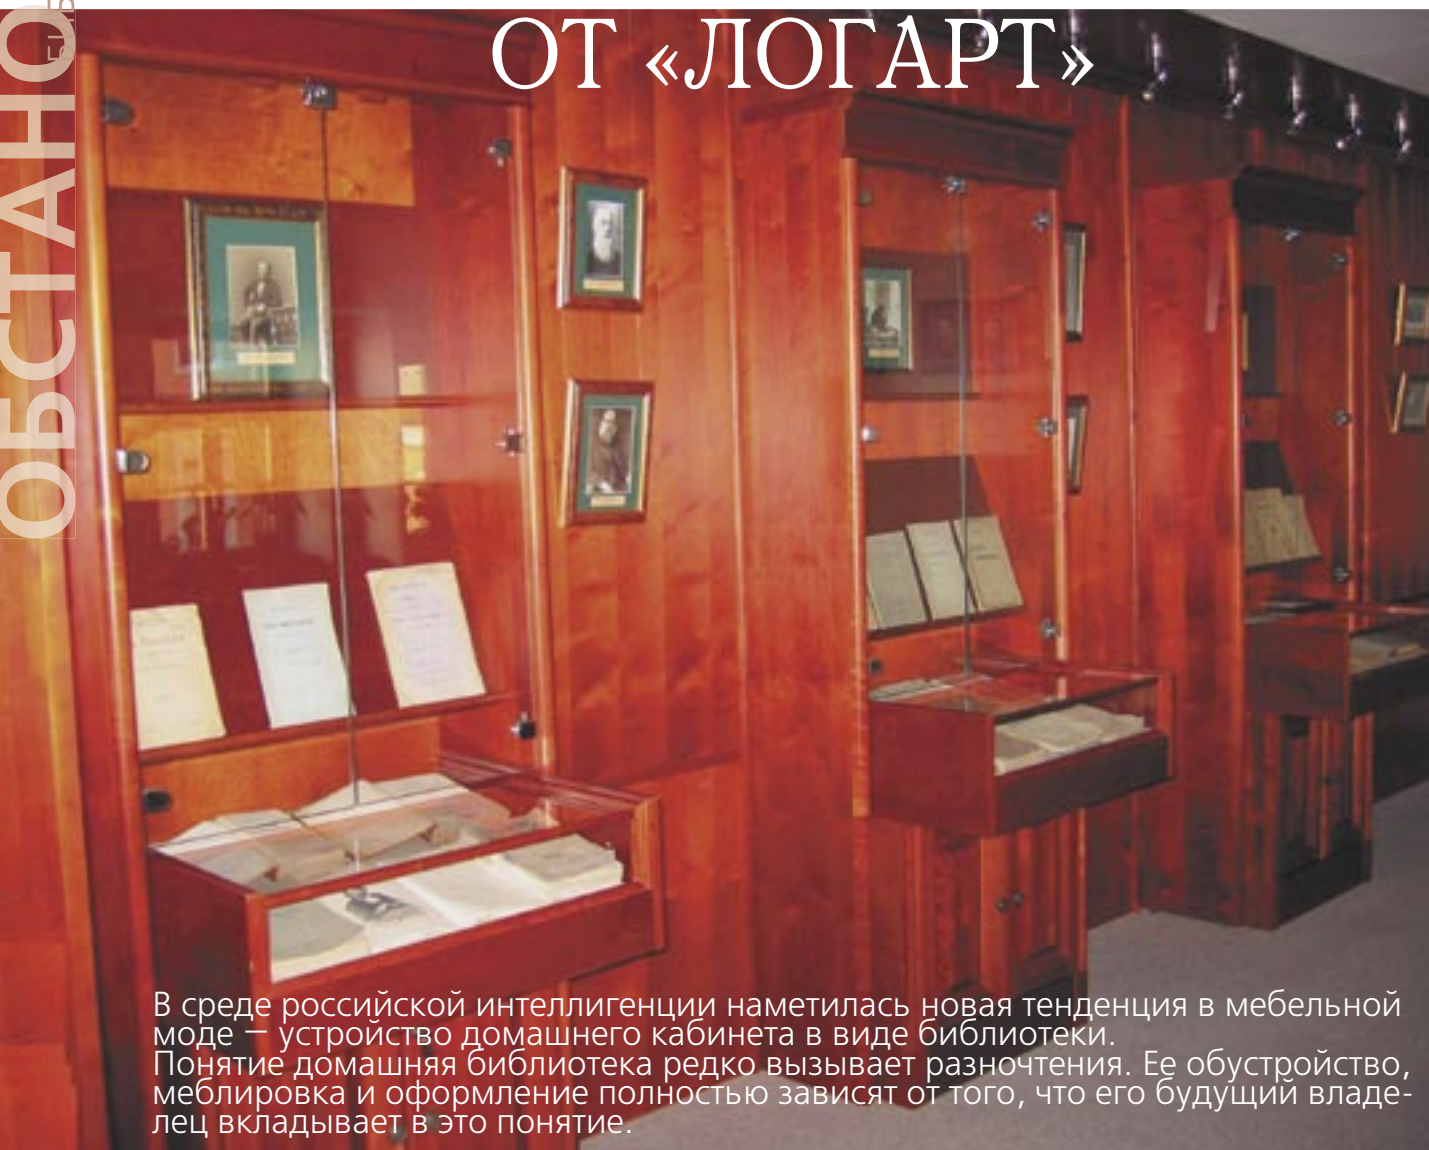 ОТ «ЛОГАРТ»
ОБСТАНО
В среде российской интеллигенции наметилась новая тенденция в мебельной
моде — устройство домашнего кабинета в виде библиотеки.
Понятие домашняя библиотека редко вызывает разночтения. Ее обустройство,
меблировка и оформление полностью зависят от того, что его будущий владе-
лец вкладывает в это понятие.